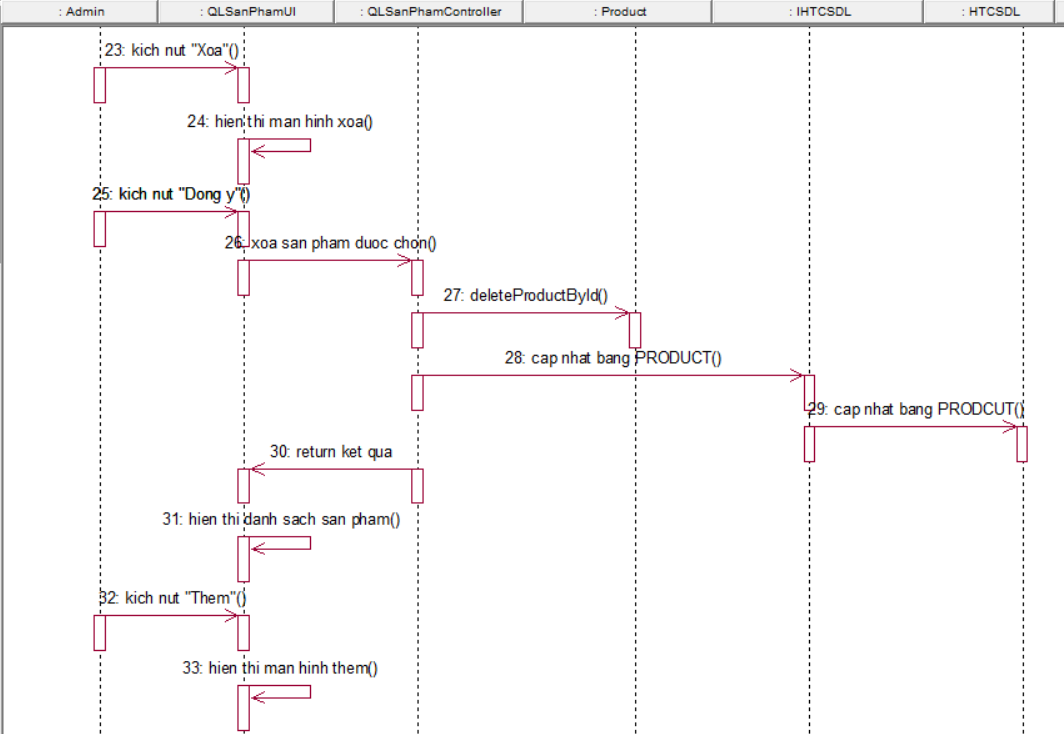 : Admin
: QLSanPhamUI
: QLSanPhamController
: Product
: IHTCSDL
: HTCSDL
23: kich nut "Xoa"()
24: hien thi man hinh xoa()
25: kich nut "Dong y"()
26: xoa san pham duoc chon()
27: deleteProductById()
28: cap nhat bang PRODUCT()
29: cap nhat bang PRODCUT()
30: return ket qua
31: hien thi danh sach san pham()
32: kich nut "Them"()
33: hien thi man hinh them()